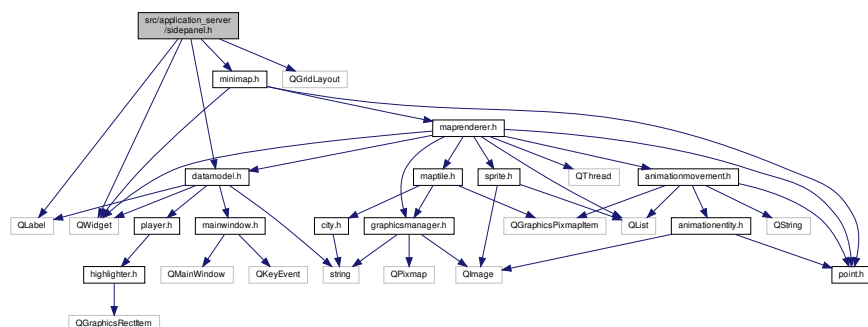 src/application_server
/sidepanel.h
minimap.h
QGridLayout
maprenderer.h
datamodel.h
maptile.h
sprite.h
QThread
animationmovement.h
QLabel
QWidget
player.h
mainwindow.h
city.h
graphicsmanager.h
QGraphicsPixmapItem
QList
animationentity.h
QString
highlighter.h
QMainWindow
QKeyEvent
string
QPixmap
QImage
point.h
QGraphicsRectItem